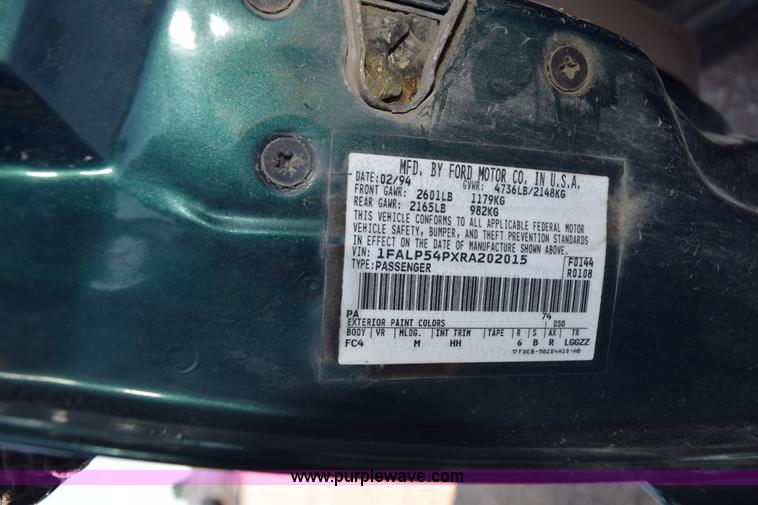 MFD. BY FORD MOTOR CO. IN U.S.A.
DATE: 02/94 GVWR: 4736LB/2148KG
FRONT GAWR: 2601LB 1179KG
REAR GAWR: 2165LB 982KG
THIS VEHICLE CONFORMS TO ALL APPLICABLE FEDERAL MOTOR
VEHICLE SAFETY, BUMPER, AND THEFT PREVENTION STANDARDS
IN EFFECT ON THE DATE OF MANUFACTURE SHOWN ABOVE.
VIN: 1FALP54PXRA202015 F0144
TYPE: PASSENGER R0108
PA 74
EXTERIOR PAINT COLORS DSO
BODY VR MLDG. INT TRIM TAPE R S AX TR
FC4 M HH 6 B R LGGZZ
▽F0EB-58204A10-AB
www.purplewave.com